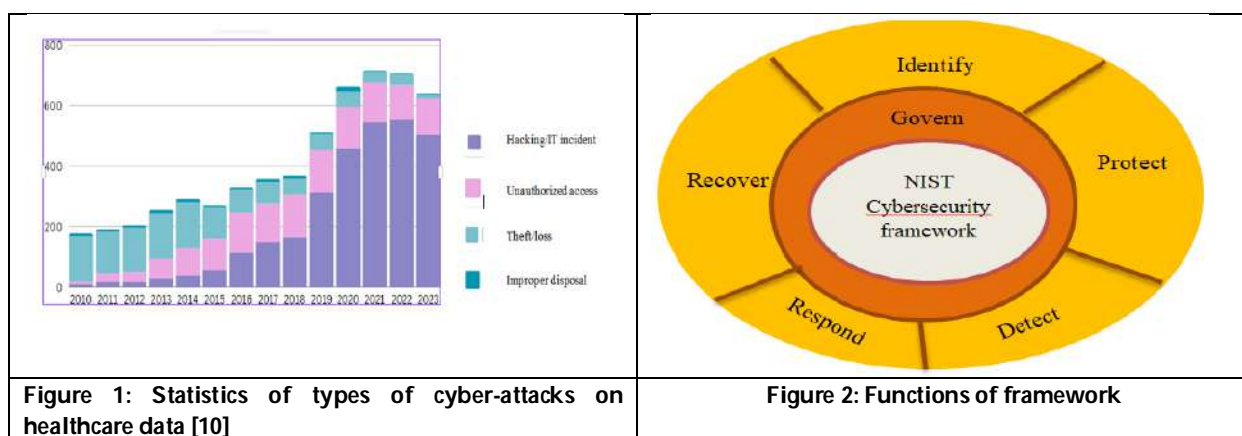 800
600
400
200
0
2010 2011 2012 2013 2014 2015 2016 2017 2018 2019 2020 2021 2022 2023
Hacking/IT incident
Unauthorized access
Theft/loss
Improper disposal
Figure 1: Statistics of types of cyber-attacks on
healthcare data [10]
Identify
Govern
Protect
Recover
NIST
Cybersecurity
framework
Respond
Detect
Figure 2: Functions of framework